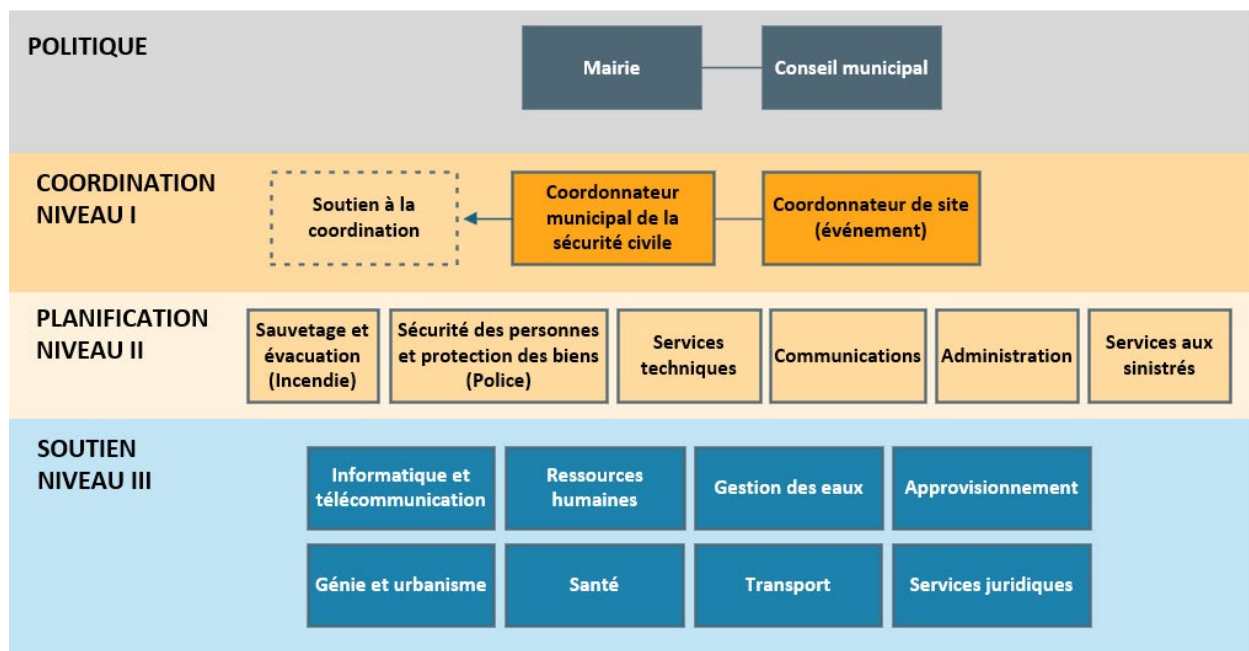 POLITIQUE
Mairie
Conseil municipal
COORDINATION
NIVEAU I
Soutien à la
coordination
Coordonnateur
municipal de la
sécurité civile
Coordonnateur de site
(événement)
PLANIFICATION
NIVEAU II
Sauvetage et
évacuation
(Incendie)
Sécurité des personnes
et protection des biens
(Police)
Services
techniques
Communications
Administration
Services aux
sinistrés
SOUTIEN
NIVEAU III
Informatique et
télécommunication
Ressources
humaines
Gestion des eaux
Approvisionnement
Génie et urbanisme
Santé
Transport
Services juridiques